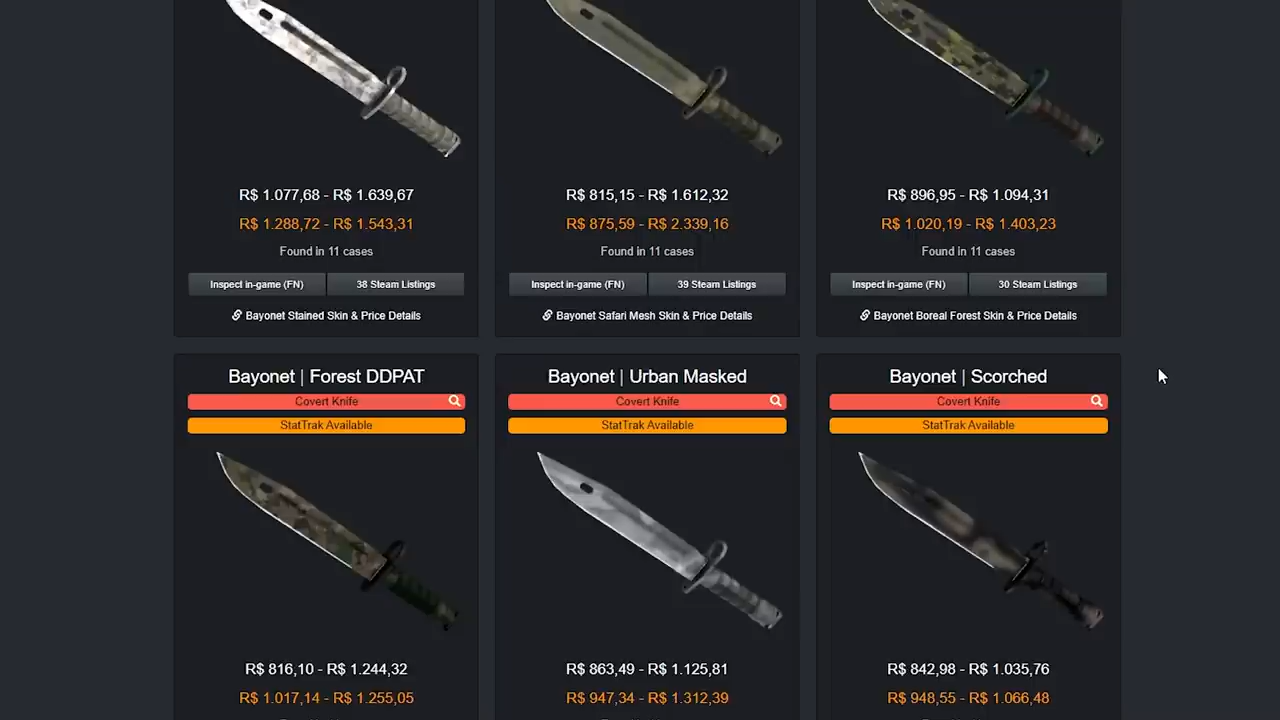 R$ 1.077,68 - R$ 1.639,67
R$ 1.288,72 - R$ 1.543,31
Found in 11 cases
Inspect in-game (FN)
38 Steam Listings
Bayonet Stained Skin & Price Details
R$ 815,15 - R$ 1.612,32
R$ 875,59 - R$ 2.339,16
Found in 11 cases
Inspect in-game (FN)
39 Steam Listings
Bayonet Safari Mesh Skin & Price Details
R$ 896,95 - R$ 1.094,31
R$ 1.020,19 - R$ 1.403,23
Found in 11 cases
Inspect in-game (FN)
30 Steam Listings
Bayonet Boreal Forest Skin & Price Details
Bayonet | Forest DDPAT
Covert Knife
StatTrak Available
R$ 816,10 - R$ 1.244,32
R$ 1.017,14 - R$ 1.255,05
Bayonet | Urban Masked
Covert Knife
StatTrak Available
R$ 863,49 - R$ 1.125,81
R$ 947,34 - R$ 1.312,39
Bayonet | Scorched
Covert Knife
StatTrak Available
R$ 842,98 - R$ 1.035,76
R$ 948,55 - R$ 1.066,48